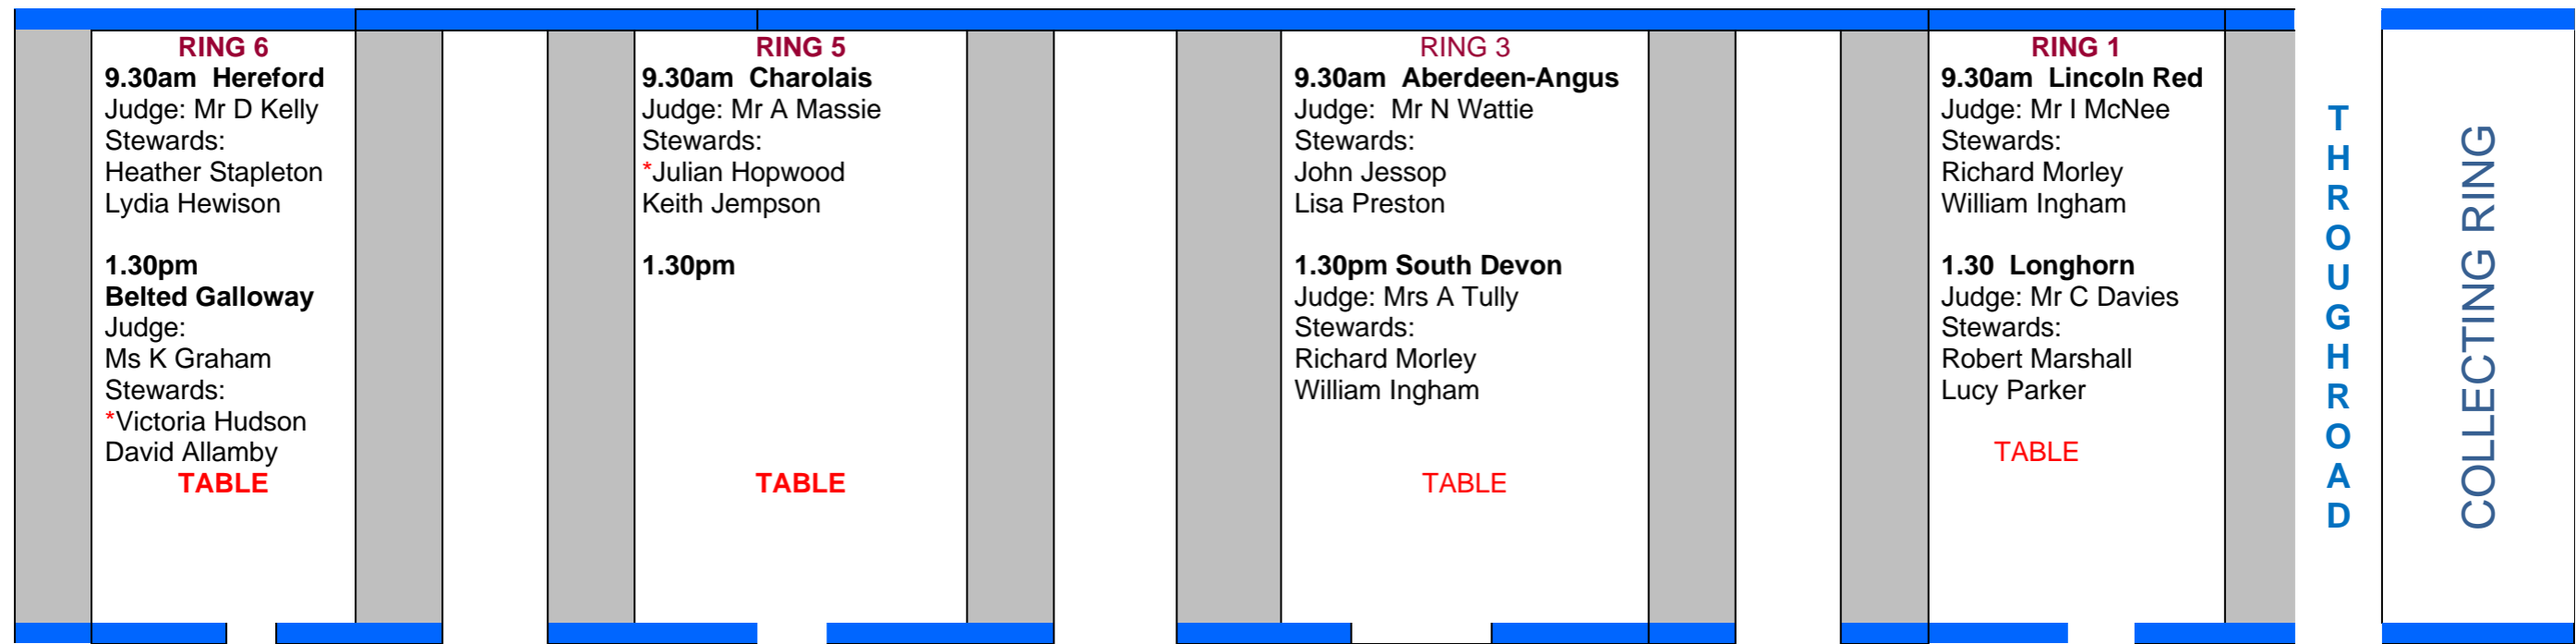 RING 6
9.30am Hereford
Judge: Mr D Kelly
Stewards:
Heather Stapleton
Lydia Hewison
1.30pm
Belted Galloway
Judge:
Ms K Graham
Stewards:
*Victoria Hudson
David Allamby
TABLE
RING 5
9.30am Charolais
Judge: Mr A Massie
Stewards:
*Julian Hopwood
Keith Jempson
1.30pm
TABLE
RING 3
9.30am Aberdeen-Angus
Judge: Mr N Wattie
Stewards:
John Jessop
Lisa Preston
1.30pm South Devon
Judge: Mrs A Tully
Stewards:
Richard Morley
William Ingham
TABLE
RING 1
9.30am Lincoln Red
Judge: Mr I McNee
Stewards:
Richard Morley
William Ingham
1.30 Longhorn
Judge: Mr C Davies
Stewards:
Robert Marshall
Lucy Parker
TABLE
THROUGHROAD
COLLECTING RING